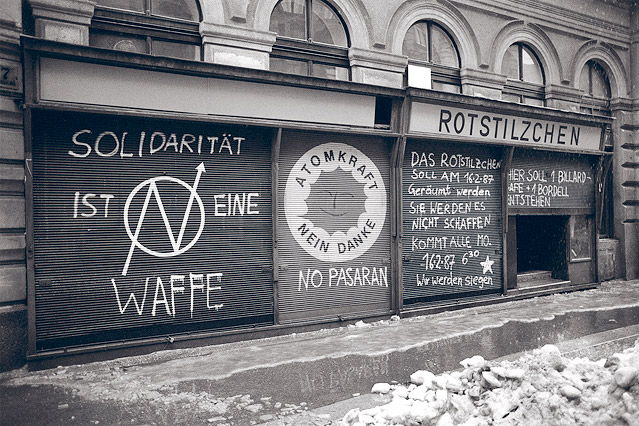 7
SOLIDARITÄT
IST N EINE
WAFFE
ATOMKRAFT
NEIN DANKE
NO PASARAN
ROTSTILZCHEN
DAS ROTSTILZCHEN
SOLL AM 16·2·87
Geräumt werden
SIE WERDEN ES
NICHT SCHAFFEN
KOMMT ALLE MO.
16·2·87 6³⁰
Wir werden siegen
HIER SOLL 1 BILLARD-
CAFE + 1 BORDELL
ENTSTEHEN